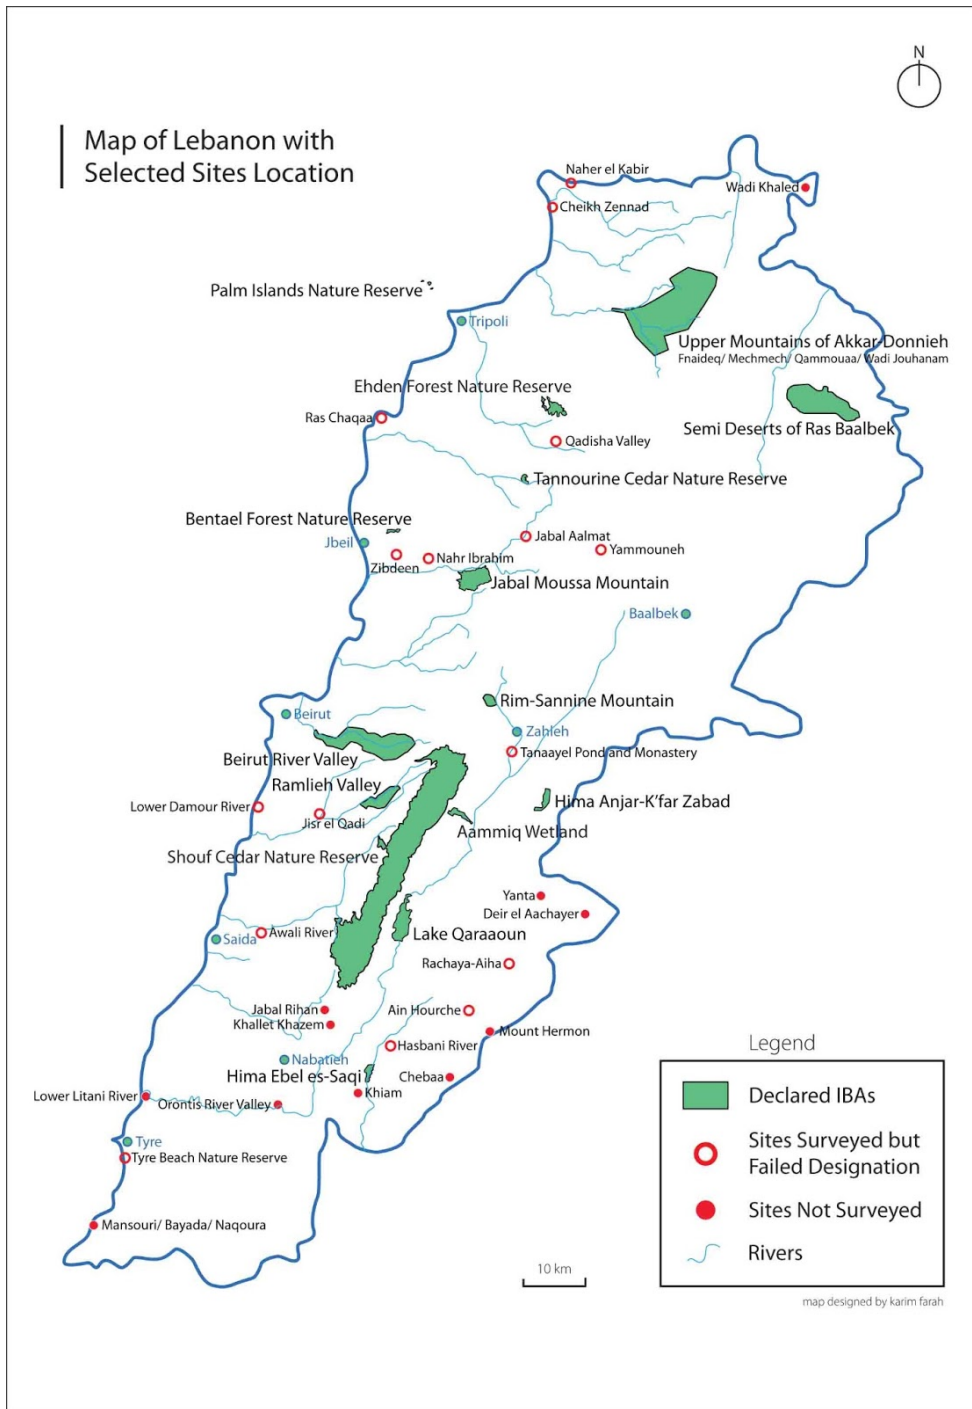 N
Map of Lebanon with
Selected Sites Location
Naher el Kabir
Wadi Khaled
Cheikh Zennad
Palm Islands Nature Reserve
Tripoli
Upper Mountains of Akkar-Donnieh
Fnaideq/ Mechmech/ Qammouaa/ Wadi Jouhanam
Ehden Forest Nature Reserve
Ras Chaqaa
Semi Deserts of Ras Baalbek
Qadisha Valley
Tannourine Cedar Nature Reserve
Bentael Forest Nature Reserve
Jbeil
Jabal Aalmat
Yammouneh
Zibdeen
Nahr Ibrahim
Jabal Moussa Mountain
Baalbek
Rim-Sannine Mountain
Beirut
Zahleh
Tanaayel Pond and Monastery
Beirut River Valley
Ramlieh Valley
Hima Anjar-K'far Zabad
Lower Damour River
Jisr el Qadi
Aammiq Wetland
Shouf Cedar Nature Reserve
Yanta
Deir el Aachayer
Awali River
Saida
Lake Qaraaoun
Rachaya-Aiha
Jabal Rihan
Ain Hourche
Khallet Khazem
Mount Hermon
Hasbani River
Nabatieh
Hima Ebel es-Saqi
Chebaa
Khiam
Lower Litani River
Orontis River Valley
Tyre
Tyre Beach Nature Reserve
Mansouri/ Bayada/ Naqoura
10 km
Legend
Declared IBAs
Sites Surveyed but
Failed Designation
Sites Not Surveyed
Rivers
map designed by karim farah